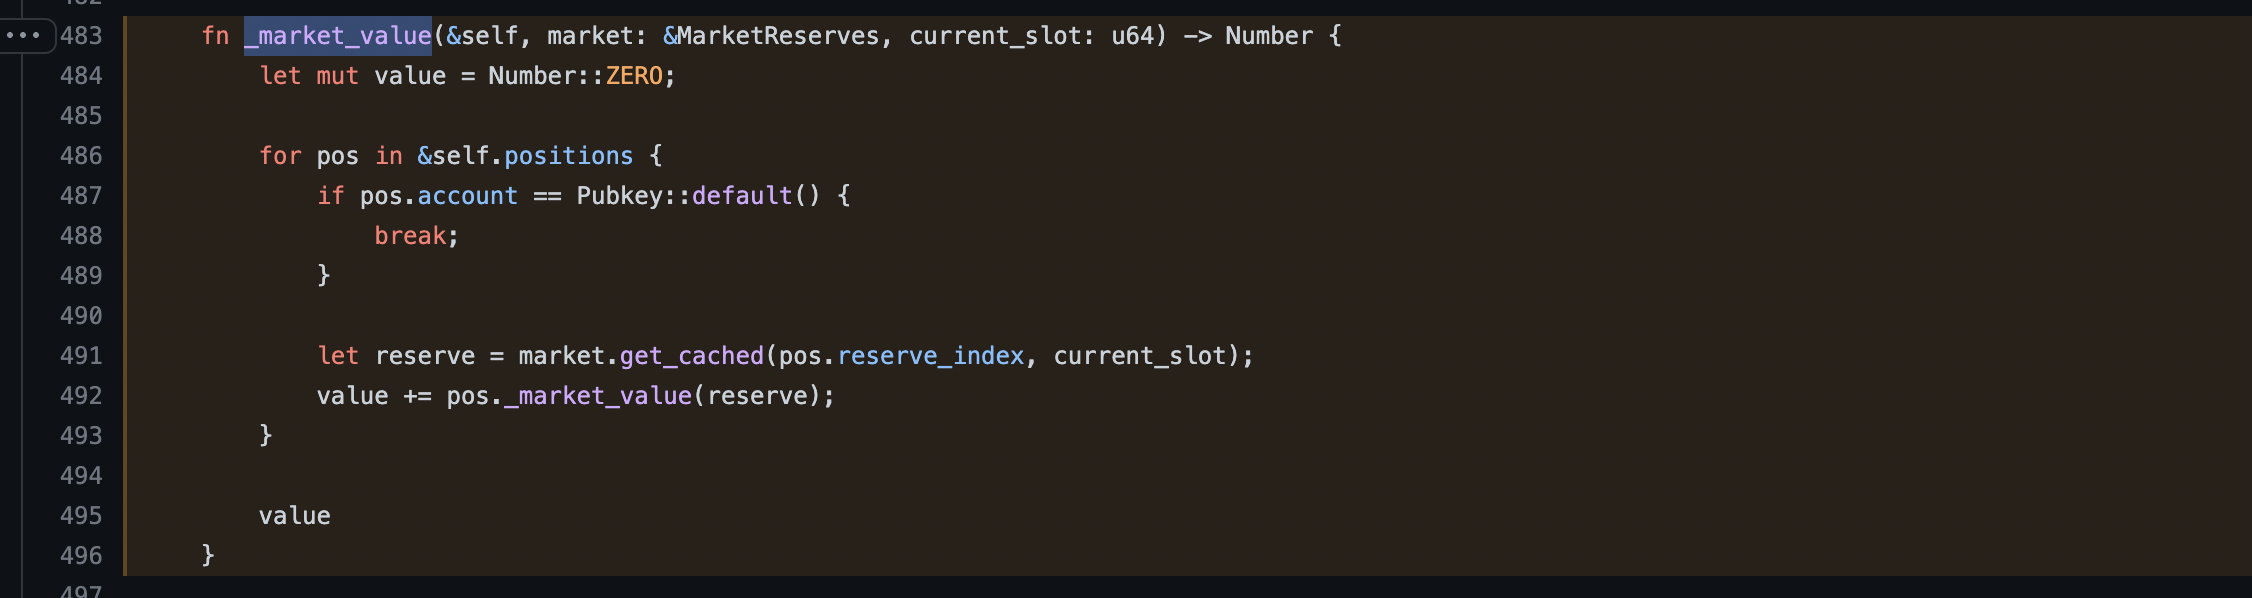 482
483 fn _market_value(&self, market: &MarketReserves, current_slot: u64) -> Number {
484 let mut value = Number::ZERO;
485
486 for pos in &self.positions {
487 if pos.account == Pubkey::default() {
488 break;
489 }
490
491 let reserve = market.get_cached(pos.reserve_index, current_slot);
492 value += pos._market_value(reserve);
493 }
494
495 value
496 }
497